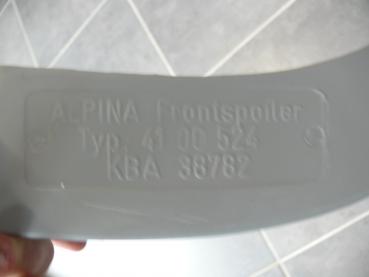 ALPINA Frontspoiler
Typ. 41 00 524
KBA 38782